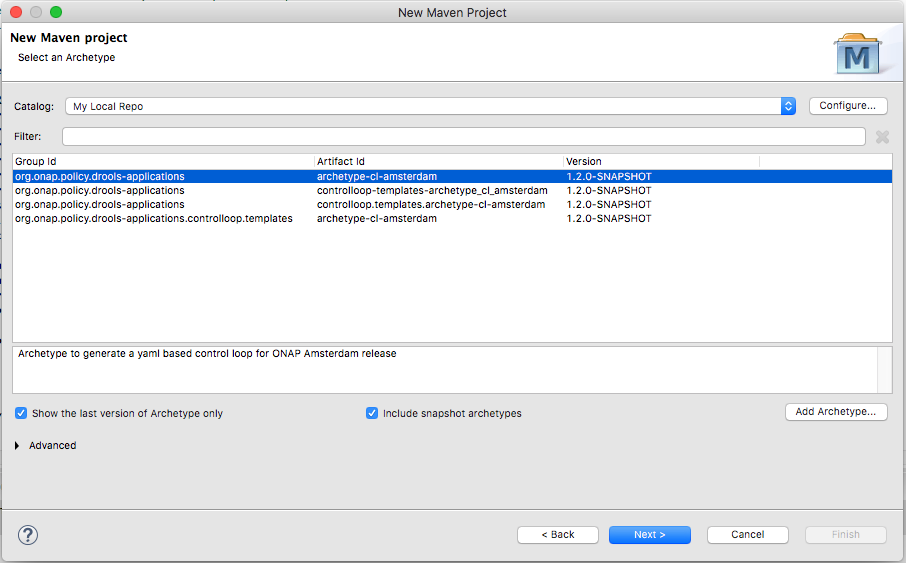 New Maven Project
New Maven project
Select an Archetype
M
Catalog: My Local Repo Configure...
Filter:
Group Id Artifact Id Version
org.onap.policy.drools-applications archetype-cl-amsterdam 1.2.0-SNAPSHOT
org.onap.policy.drools-applications controlloop-templates-archetype_cl_amsterdam 1.2.0-SNAPSHOT
org.onap.policy.drools-applications controlloop.templates.archetype-cl-amsterdam 1.2.0-SNAPSHOT
org.onap.policy.drools-applications.controlloop.templates archetype-cl-amsterdam 1.2.0-SNAPSHOT
Archetype to generate a yaml based control loop for ONAP Amsterdam release
Show the last version of Archetype only Include snapshot archetypes Add Archetype...
Advanced
? < Back Next > Cancel Finish